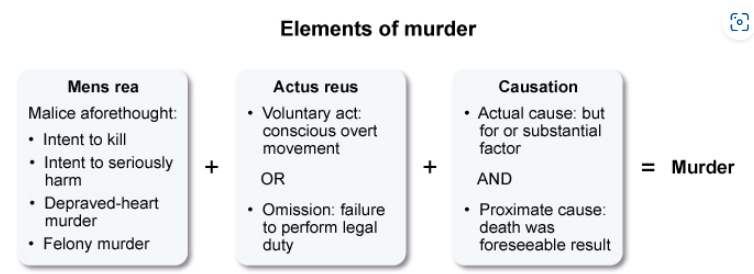 Elements of murder
Mens rea
Malice aforethought:
• Intent to kill
• Intent to seriously
harm
• Depraved-heart
murder
• Felony murder
+
Actus reus
• Voluntary act:
conscious overt
movement
OR
• Omission: failure
to perform legal
duty
+
Causation
• Actual cause: but
for or substantial
factor
AND
• Proximate cause:
death was
foreseeable result
= Murder